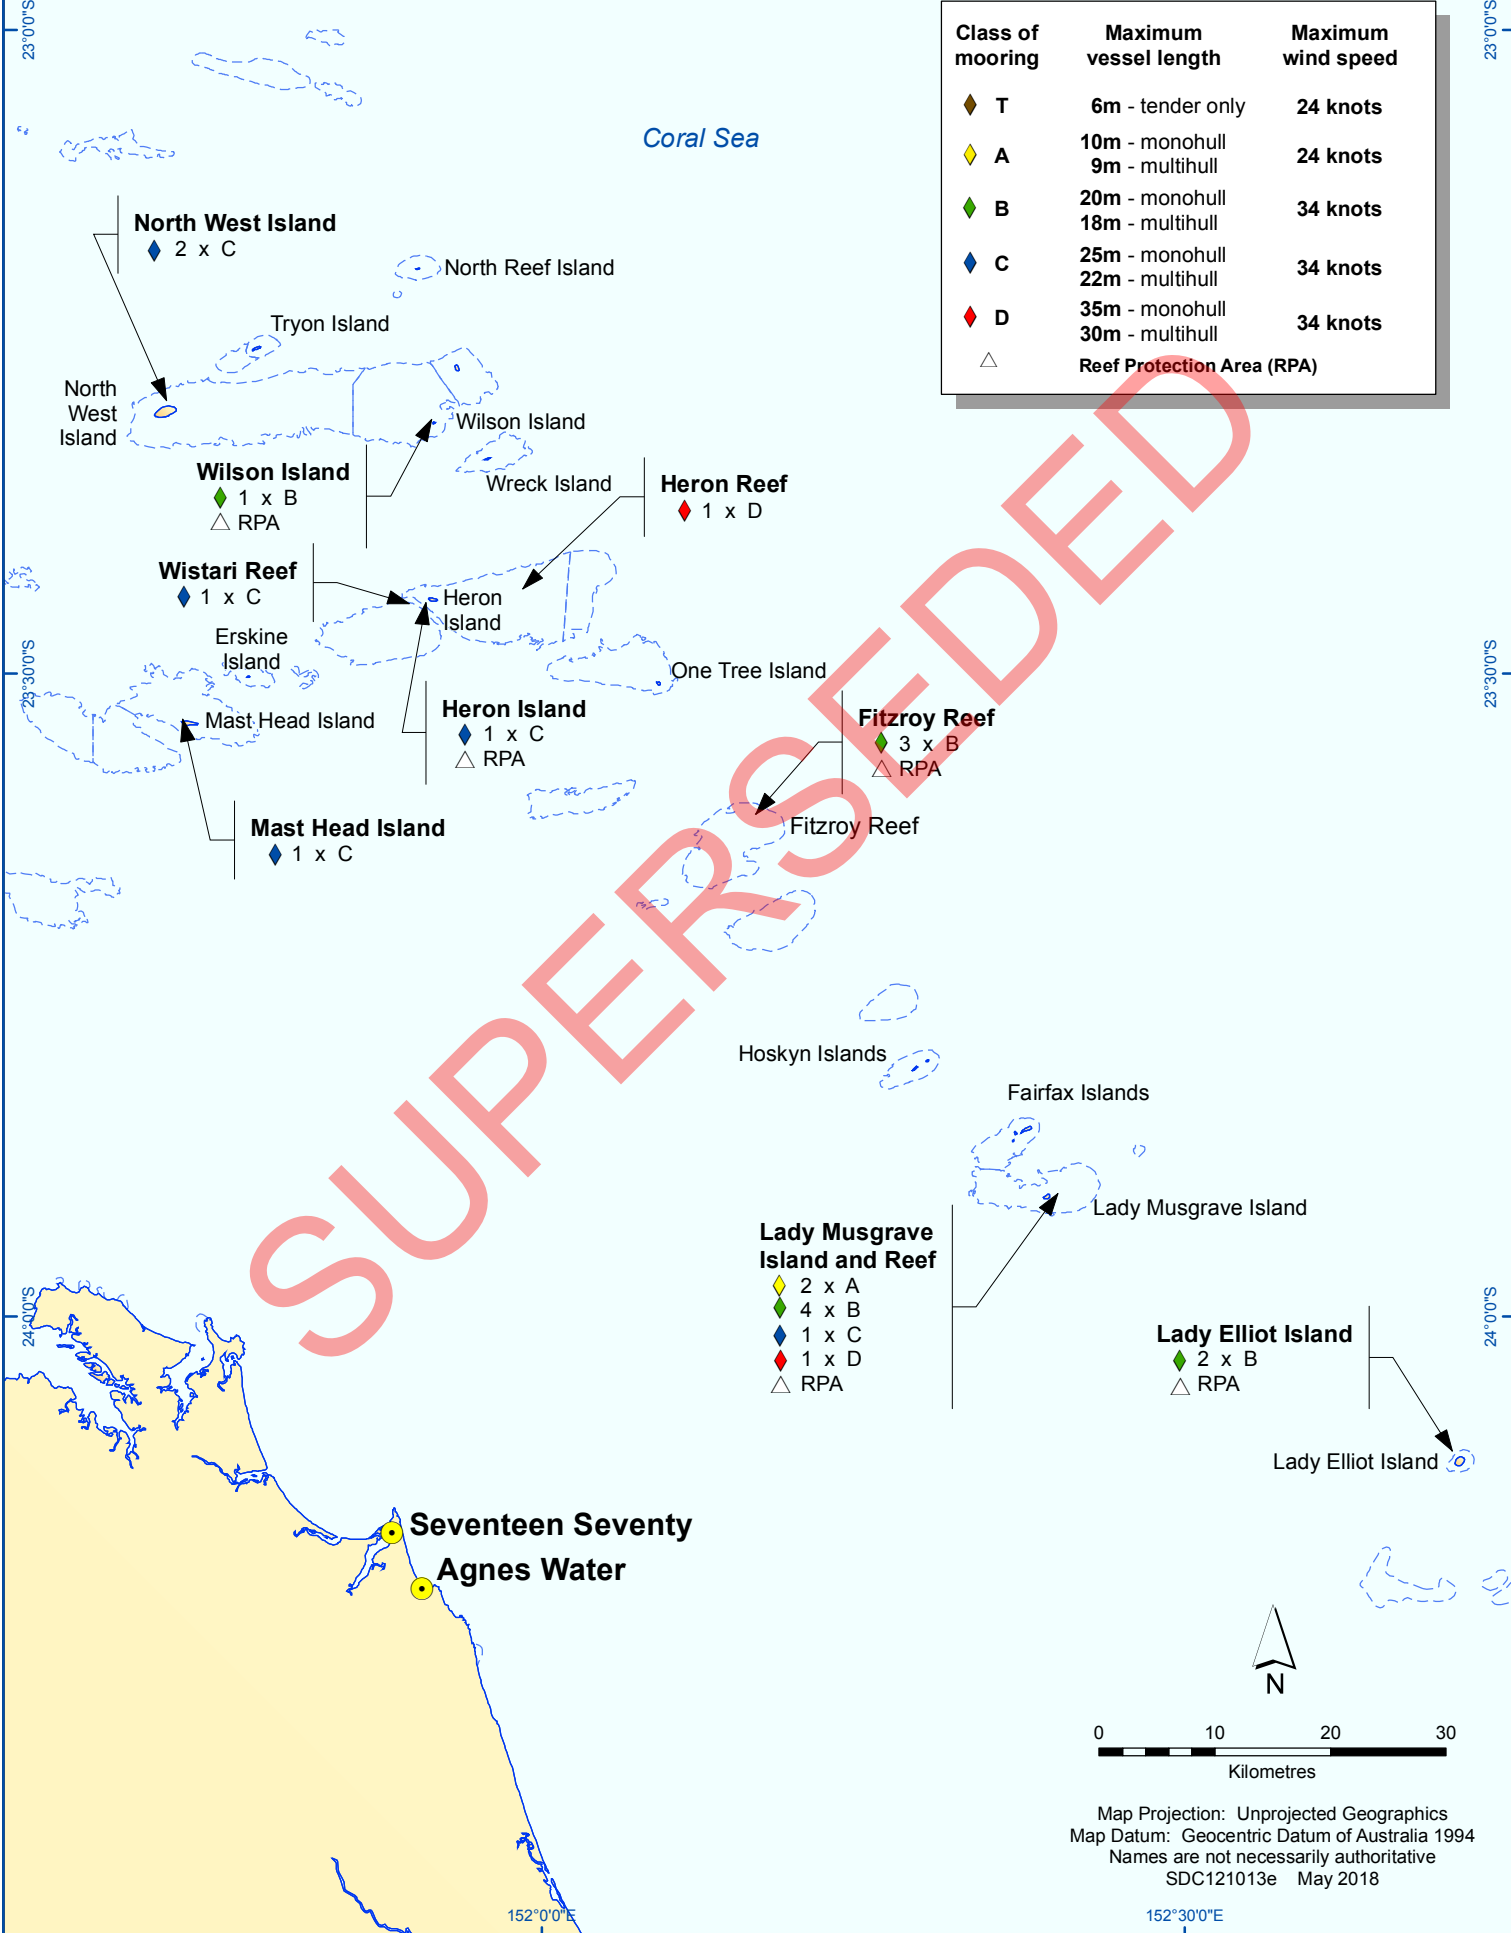 23°0'0"S
23°0'0"S
Class of
mooring
Maximum
vessel length
Maximum
wind speed
T
6m - tender only
24 knots
A
10m - monohull
9m - multihull
24 knots
B
20m - monohull
18m - multihull
34 knots
C
25m - monohull
22m - multihull
34 knots
D
35m - monohull
30m - multihull
34 knots
Reef Protection Area (RPA)
Coral Sea
North West Island
2 x C
North Reef Island
Tryon Island
North
West
Island
Wilson Island
Wilson Island
1 x B
RPA
Wreck Island
Heron Reef
1 x D
Wistari Reef
1 x C
Heron
Island
Erskine
Island
One Tree Island
23°30'0"S
23°30'0"S
Mast Head Island
Heron Island
1 x C
RPA
Fitzroy Reef
3 x B
RPA
Fitzroy Reef
Mast Head Island
1 x C
SUPERSEDED
Hoskyn Islands
Fairfax Islands
Lady Musgrave Island
Lady Musgrave
Island and Reef
2 x A
4 x B
1 x C
1 x D
RPA
24°0'0"S
24°0'0"S
Lady Elliot Island
2 x B
RPA
Lady Elliot Island
Seventeen Seventy
Agnes Water
N
0 10 20 30
Kilometres
Map Projection: Unprojected Geographics
Map Datum: Geocentric Datum of Australia 1994
Names are not necessarily authoritative
SDC121013e May 2018
152°0'0"E
152°30'0"E